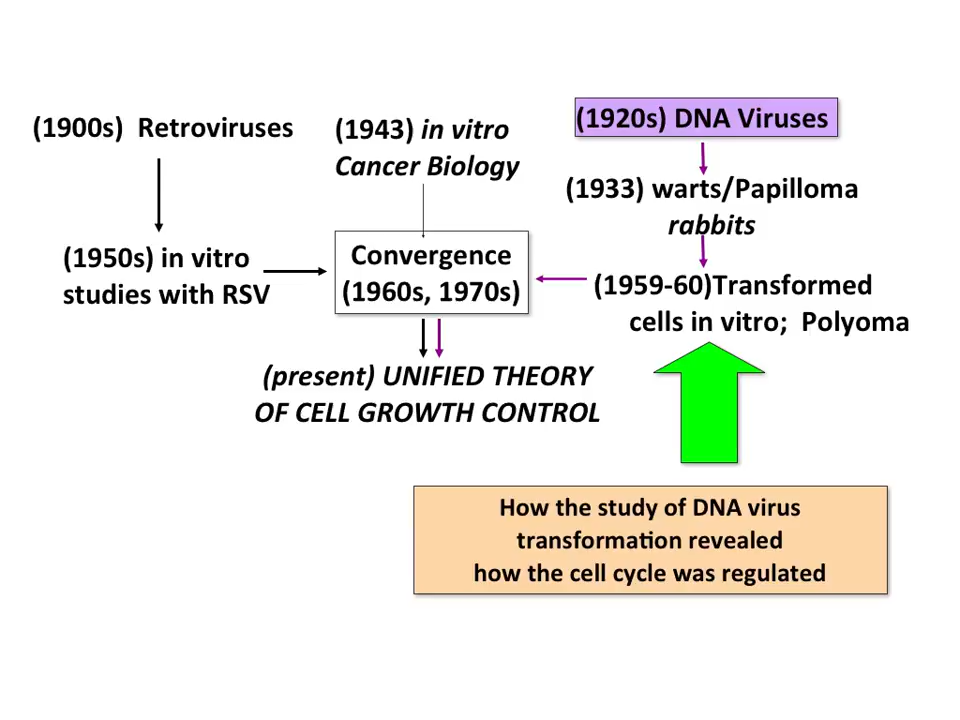 (1900s) Retroviruses
(1943) in vitro
Cancer Biology
(1920s) DNA Viruses
(1933) warts/Papilloma
rabbits
(1950s) in vitro
studies with RSV
Convergence
(1960s, 1970s)
(1959-60)Transformed
cells in vitro; Polyoma
(present) UNIFIED THEORY
OF CELL GROWTH CONTROL
How the study of DNA virus
transformation revealed
how the cell cycle was regulated